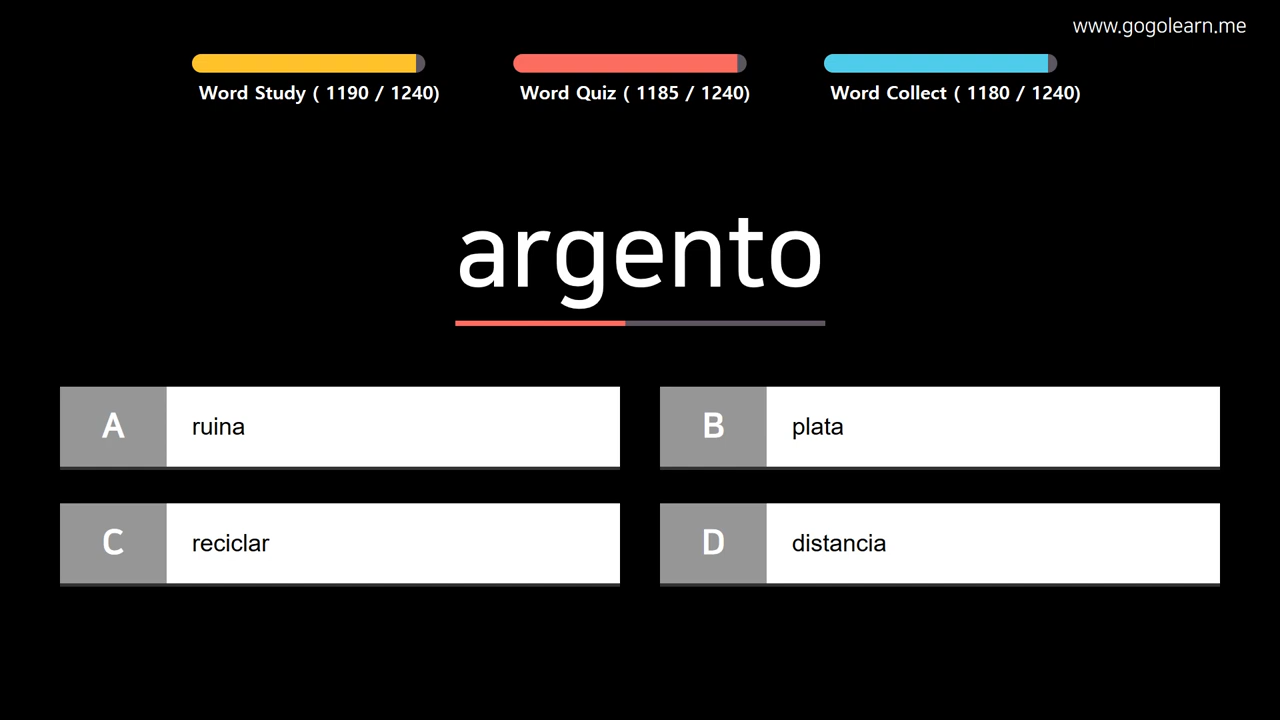 www.gogolearn.me
Word Study ( 1190 / 1240)
Word Quiz ( 1185 / 1240)
Word Collect ( 1180 / 1240)
argento
A
ruina
B
plata
C
reciclar
D
distancia